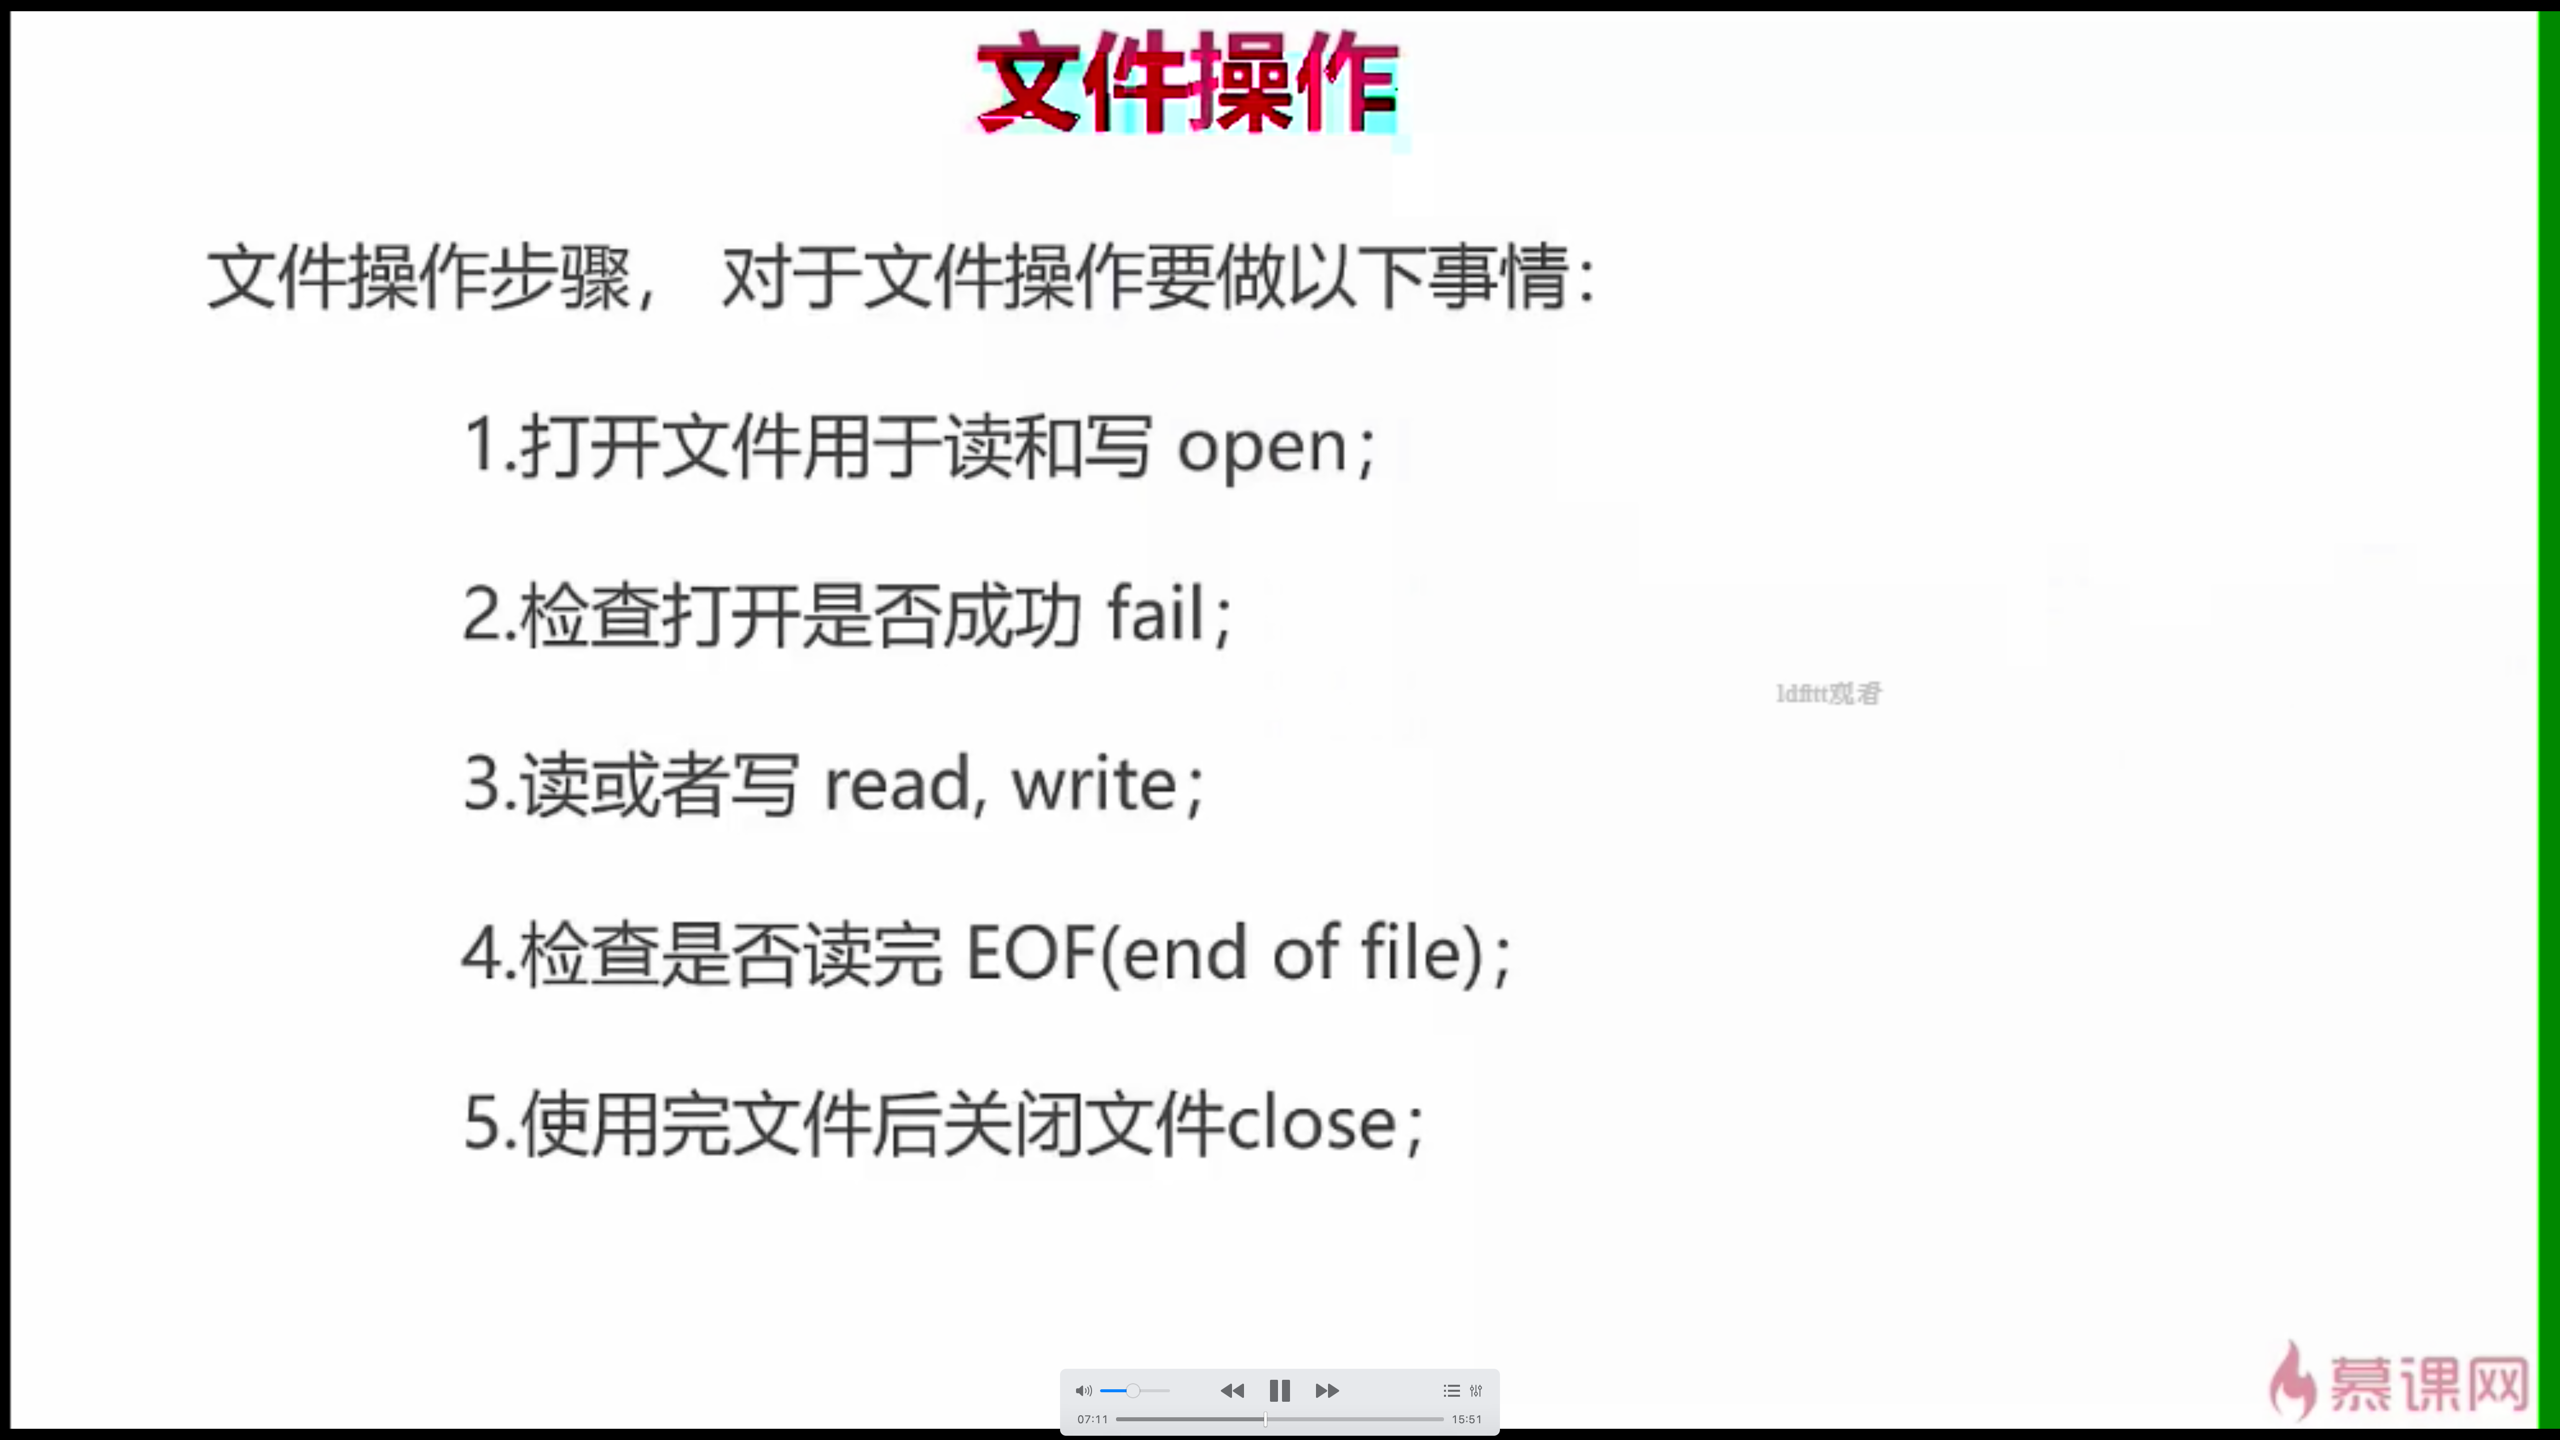 文件操作
文件操作步骤， 对于文件操作要做以下事情：
1.打开文件用于读和写 open；
2.检查打开是否成功 fail；
ldfttt观看
3.读或者写 read, write；
4.检查是否读完 EOF(end of file)；
5.使用完文件后关闭文件close；
慕课网
07:11
15:51